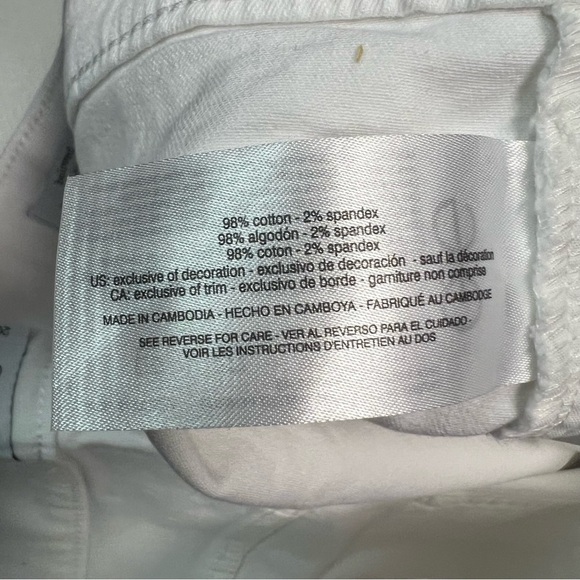 98% cotton - 2% spandex
98% algodón - 2% spandex
98% coton - 2% spandex
US: exclusive of decoration - exclusivo de decoración - sauf la décoration
CA: exclusive of trim - exclusivo de borde - garniture non comprise
MADE IN CAMBODIA - HECHO EN CAMBOYA - FABRIQUÉ AU CAMBODGE
SEE REVERSE FOR CARE - VER AL REVERSO PARA EL CUIDADO -
VOIR LES INSTRUCTIONS D'ENTRETIEN AU DOS